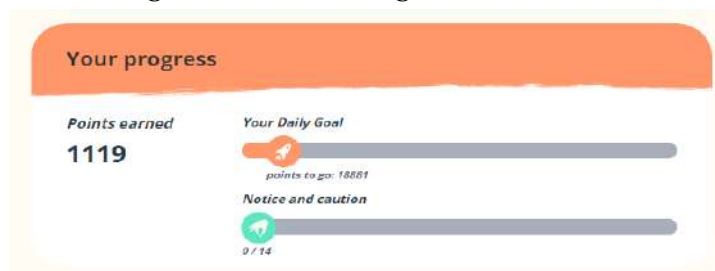 Your progress
Points earned
1119
Your Daily Goal
points to go: 18881
Notice and caution
0 / 14